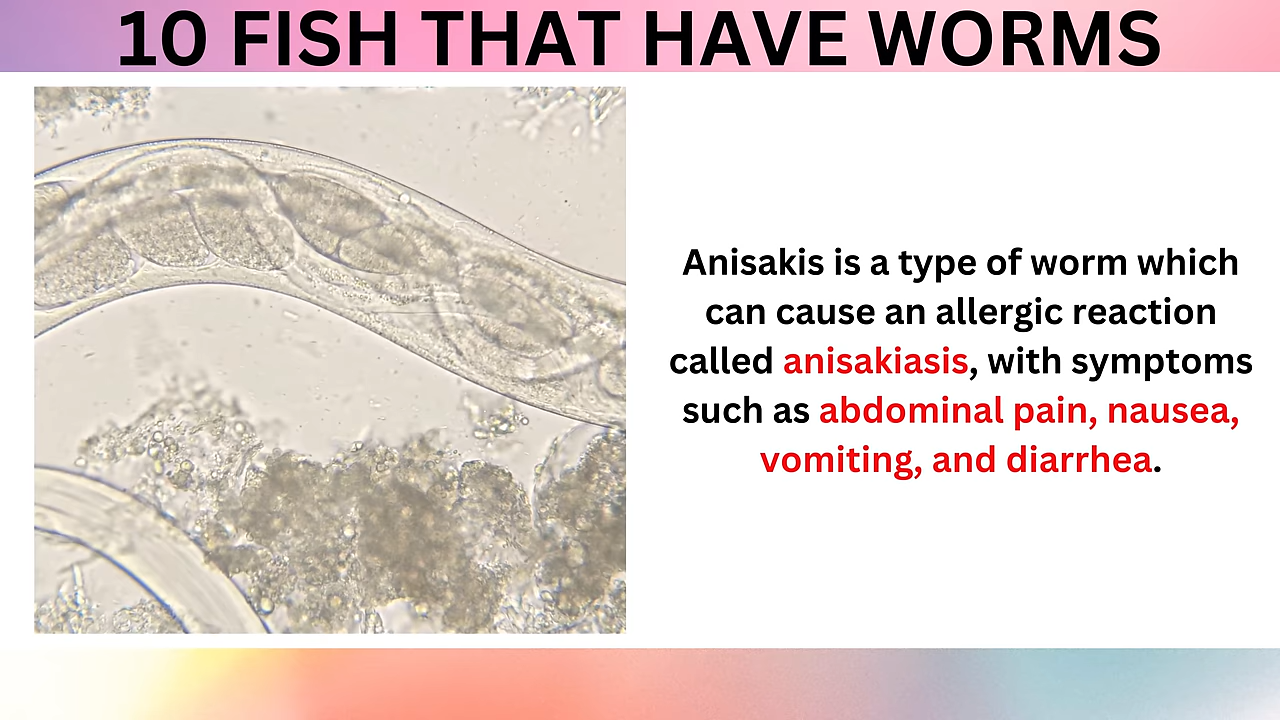 10 FISH THAT HAVE WORMS
Anisakis is a type of worm which
can cause an allergic reaction
called anisakiasis, with symptoms
such as abdominal pain, nausea,
vomiting, and diarrhea.